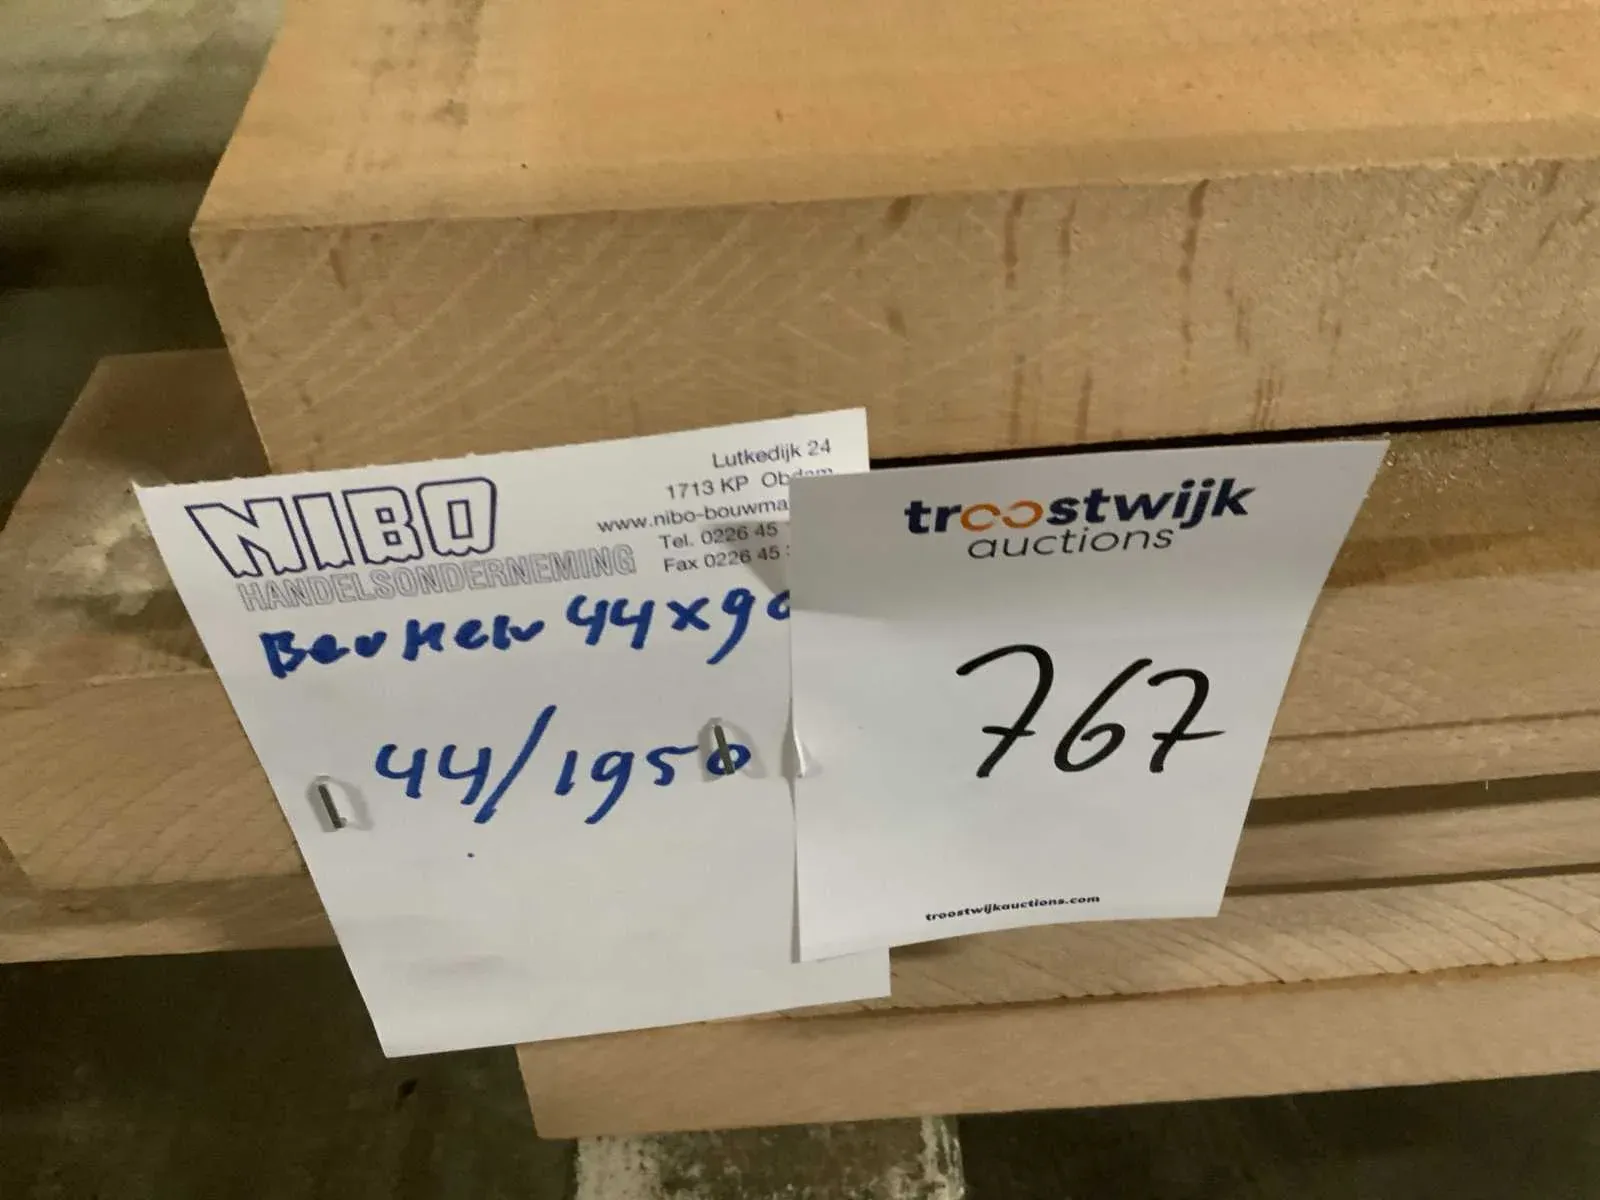 NIBO
HANDELSONDERNEMING
Lutkedijk 24
1713 KP Obdam
www.nibo-bouwma
Tel. 0226 45
Fax 0226 45
Beuken 44x90
44/1950
troostwijk
auctions
767
troostwijkauctions.com